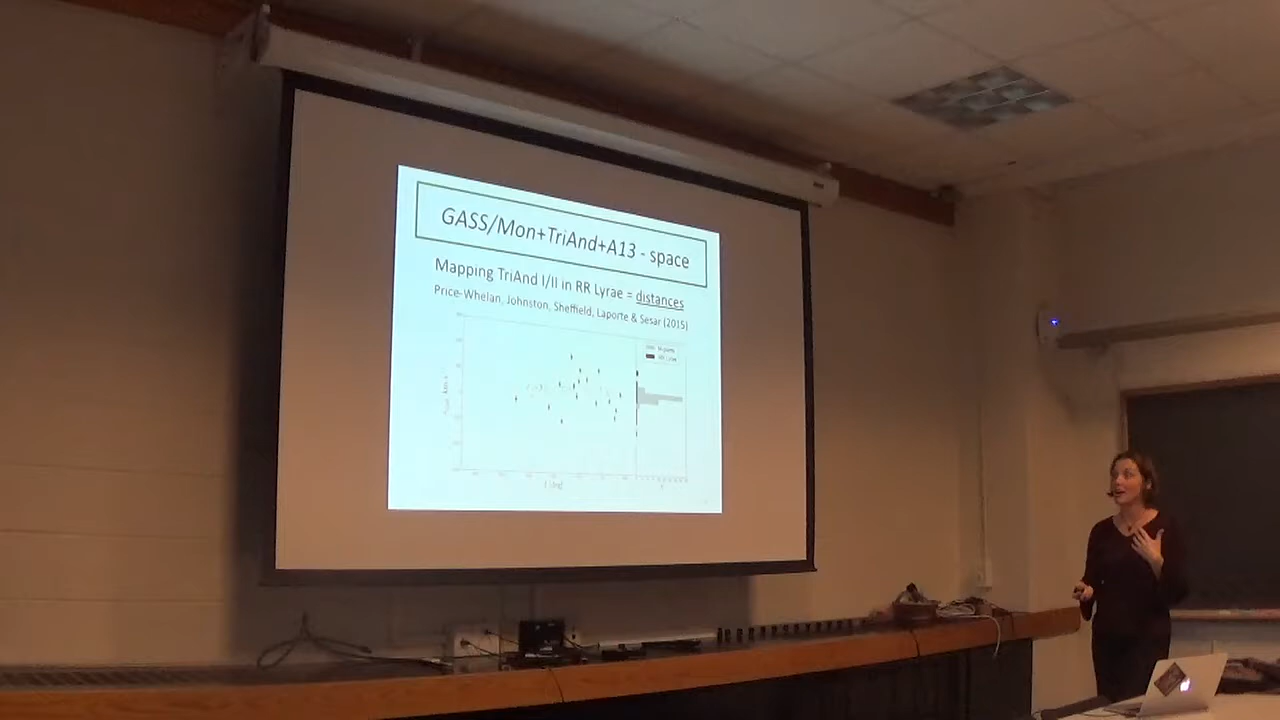 GASS/Mon+TriAnd+A13 - space
Mapping TriAnd I/II in RR Lyrae = distances
Price-Whelan, Johnston, Sheffield, Laporte & Sesar (2015)